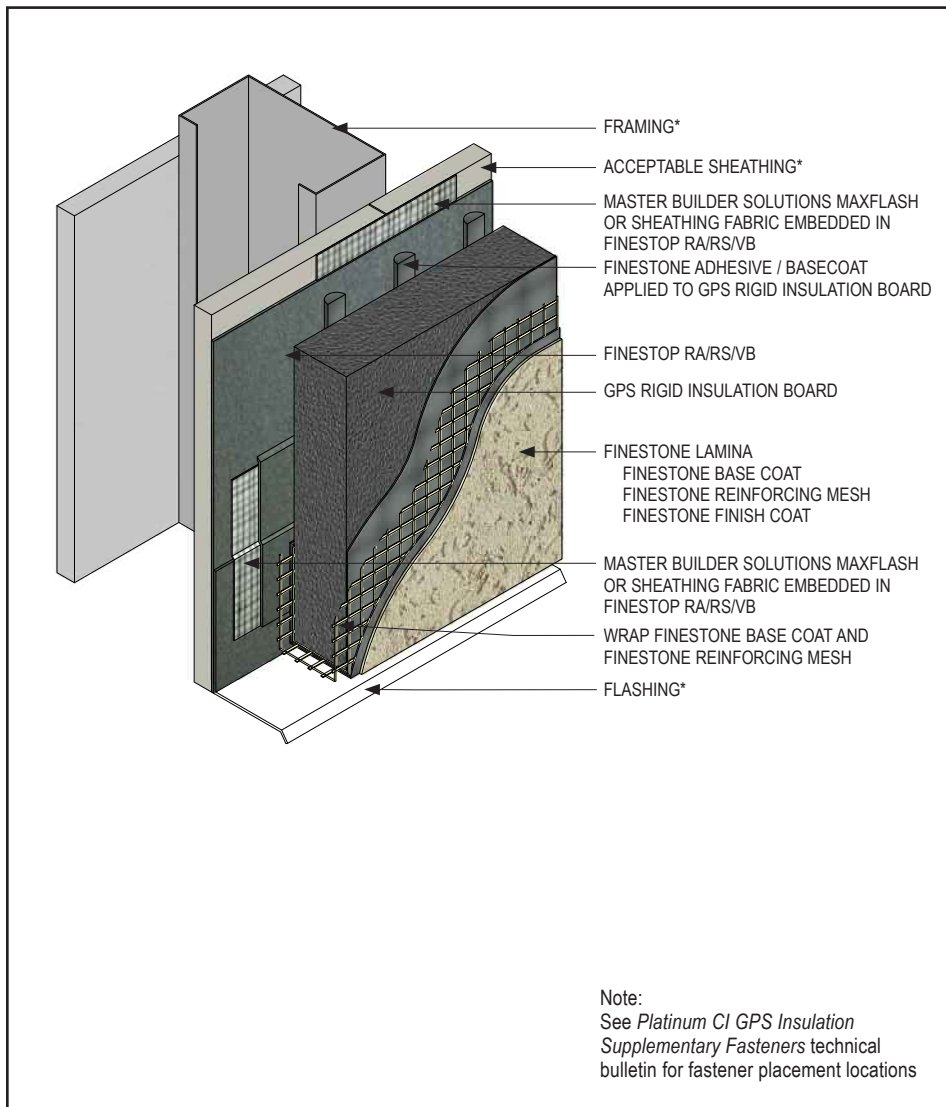 FRAMING*
ACCEPTABLE SHEATHING*
MASTER BUILDER SOLUTIONS MAXFLASH
OR SHEATHING FABRIC EMBEDDED IN
FINESTOP RA/RS/VB
FINESTONE ADHESIVE / BASECOAT
APPLIED TO GPS RIGID INSULATION BOARD
FINESTOP RA/RS/VB
GPS RIGID INSULATION BOARD
FINESTONE LAMINA
FINESTONE BASE COAT
FINESTONE REINFORCING MESH
FINESTONE FINISH COAT
MASTER BUILDER SOLUTIONS MAXFLASH
OR SHEATHING FABRIC EMBEDDED IN
FINESTOP RA/RS/VB
WRAP FINESTONE BASE COAT AND
FINESTONE REINFORCING MESH
FLASHING*
Note:
See Platinum CI GPS Insulation
Supplementary Fasteners technical
bulletin for fastener placement locations